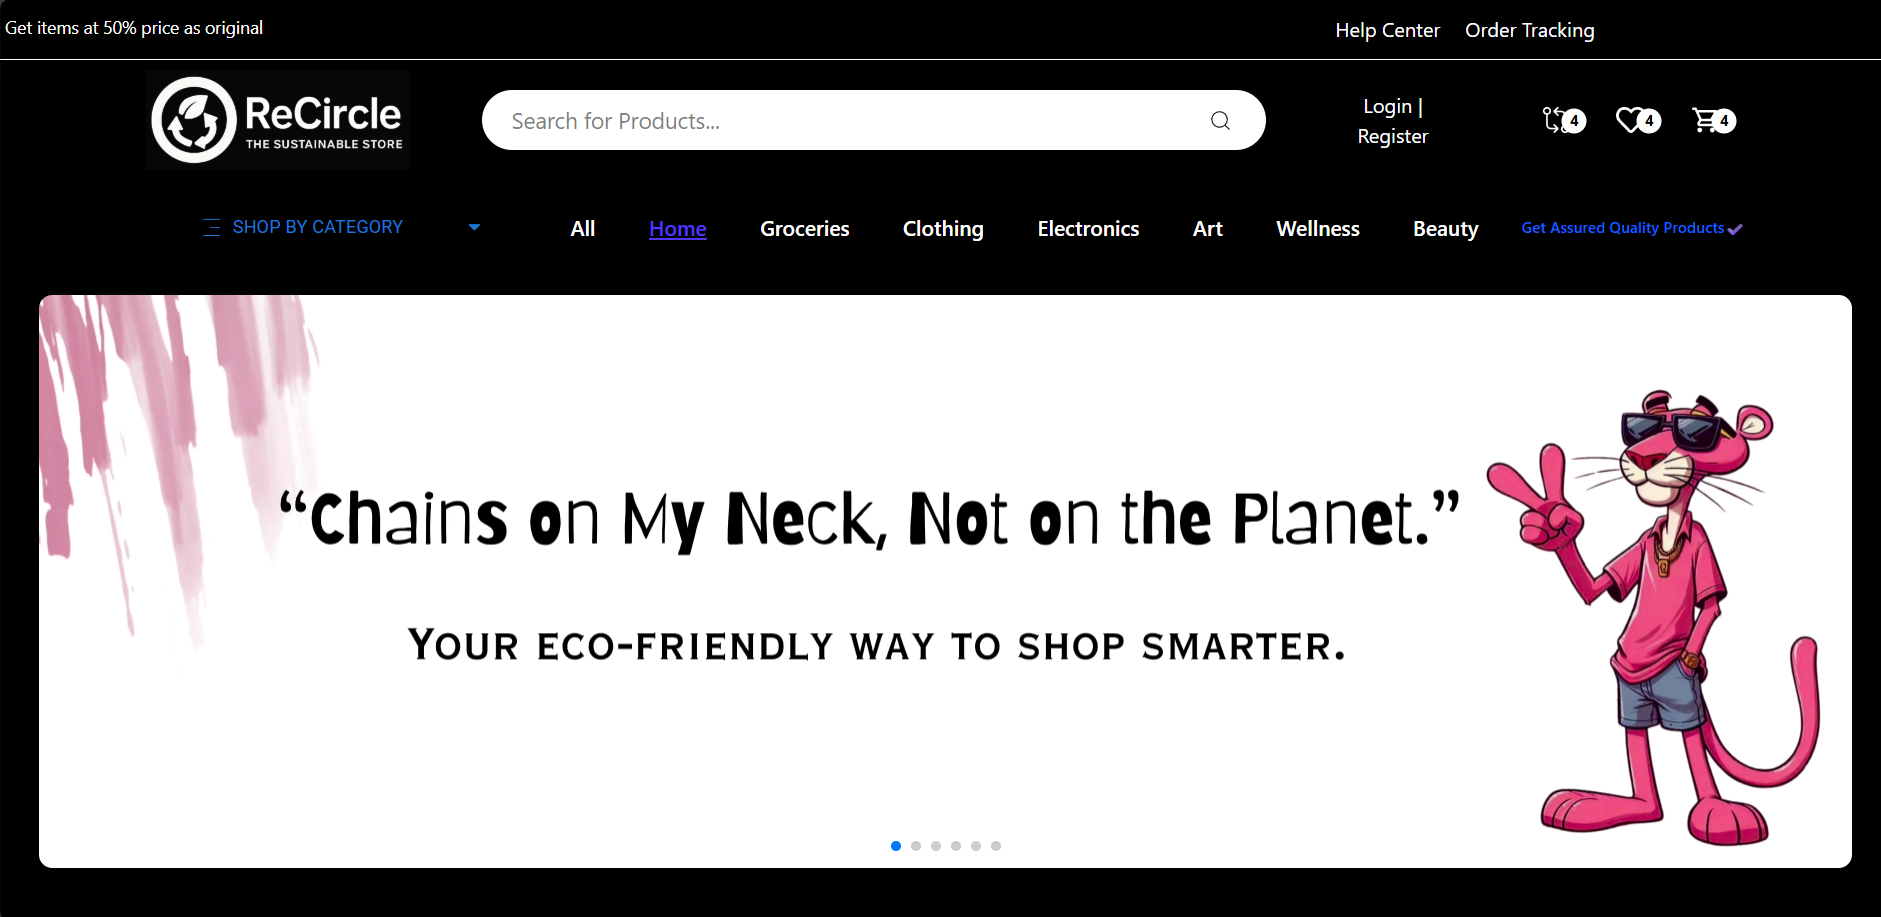 Get items at 50% price as original
Help Center Order Tracking
ReCircle
THE SUSTAINABLE STORE
Search for Products...
Login |
Register
4 4 4
SHOP BY CATEGORY
All Home Groceries Clothing Electronics Art Wellness Beauty Get Assured Quality Products
“Chains on My Neck, Not on the Planet.”
Your eco-friendly way to shop smarter.